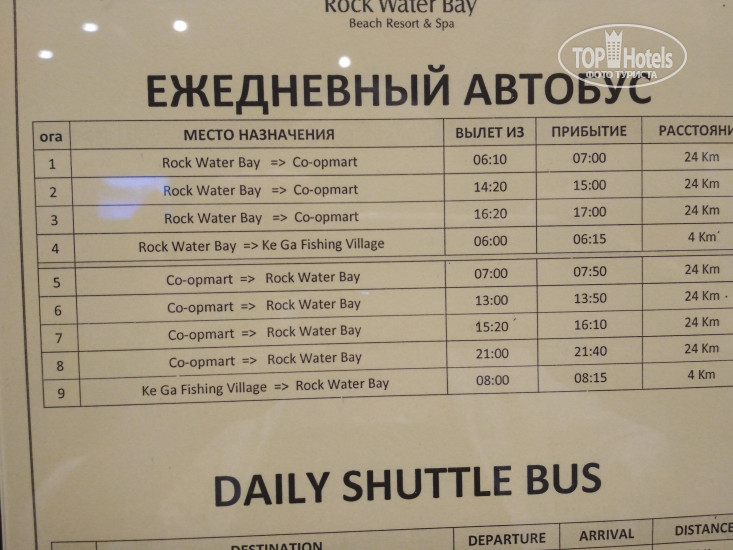 Rock Water Bay
Beach Resort & Spa
TOP Hotels
ФОТО ТУРИСТА
ЕЖЕДНЕВНЫЙ АВТОБУС
ога МЕСТО НАЗНАЧЕНИЯ ВЫЛЕТ ИЗ ПРИБЫТИЕ РАССТОЯНИ
1 Rock Water Bay => Co-opmart 06:10 07:00 24 Km
2 Rock Water Bay => Co-opmart 14:20 15:00 24 Km
3 Rock Water Bay => Co-opmart 16:20 17:00 24 Km
4 Rock Water Bay => Ke Ga Fishing Village 06:00 06:15 4 Km
5 Co-opmart => Rock Water Bay 07:00 07:50 24 Km
6 Co-opmart => Rock Water Bay 13:00 13:50 24 Km
7 Co-opmart => Rock Water Bay 15:20 16:10 24 Km
8 Co-opmart => Rock Water Bay 21:00 21:40 24 Km
9 Ke Ga Fishing Village => Rock Water Bay 08:00 08:15 4 Km
DAILY SHUTTLE BUS
DESTINATION DEPARTURE ARRIVAL DISTANCE